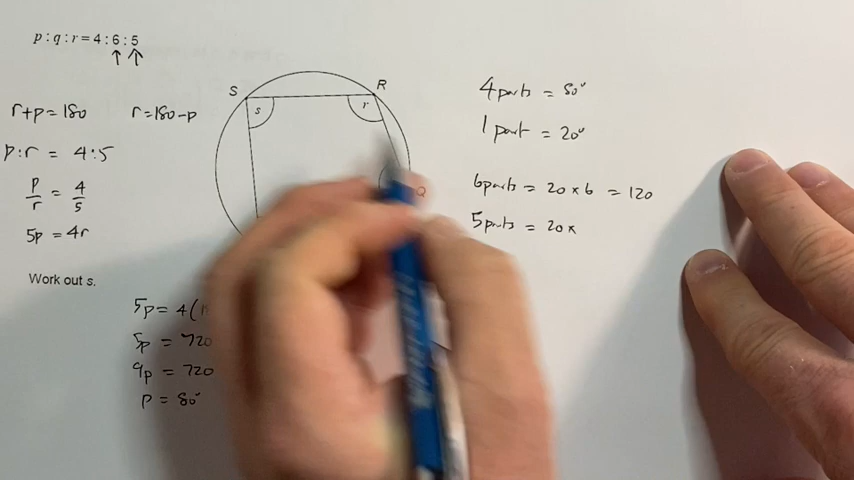 p : q : r = 4 : 6 : 5
r + p = 180 r = 180 - p
p : r = 4 : 5
p/r = 4/5
5p = 4r
S
R
s
r
Q
4 parts = 80°
1 part = 20°
6 parts = 20 × 6 = 120
5 parts = 20 ×
Work out s.
5p = 4(
5p = 720
9p = 720
p = 80°